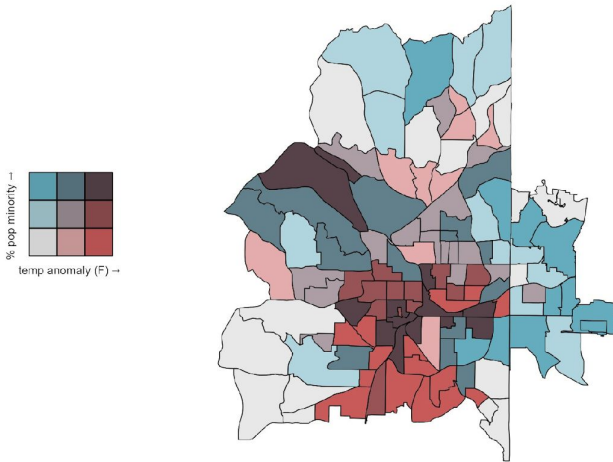 % pop minority →
temp anomaly (F) →